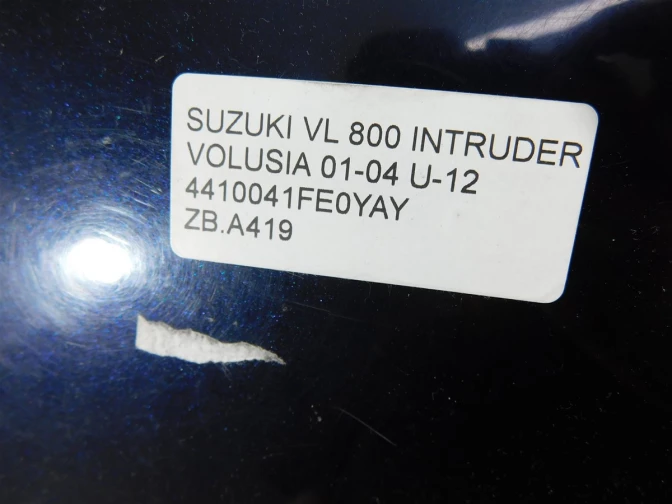 SUZUKI VL 800 INTRUDER
VOLUSIA 01-04 U-12
4410041FE0YAY
ZB.A419